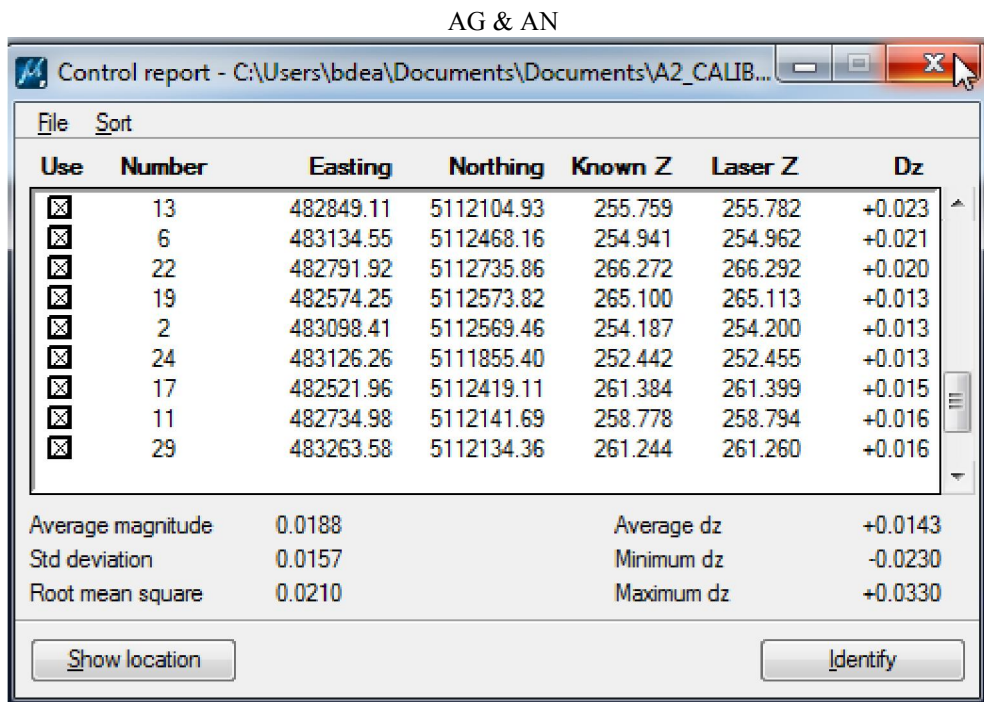 AG & AN
Control report - C:\Users\bdea\Documents\Documents\A2_CALIB...
File Sort
Use Number Easting Northing Known Z Laser Z Dz
13 482849.11 5112104.93 255.759 255.782 +0.023
6 483134.55 5112468.16 254.941 254.962 +0.021
22 482791.92 5112735.86 266.272 266.292 +0.020
19 482574.25 5112573.82 265.100 265.113 +0.013
2 483098.41 5112569.46 254.187 254.200 +0.013
24 483126.26 5111855.40 252.442 252.455 +0.013
17 482521.96 5112419.11 261.384 261.399 +0.015
11 482734.98 5112141.69 258.778 258.794 +0.016
29 483263.58 5112134.36 261.244 261.260 +0.016
Average magnitude 0.0188 Average dz +0.0143
Std deviation 0.0157 Minimum dz -0.0230
Root mean square 0.0210 Maximum dz +0.0330
Show location Identify